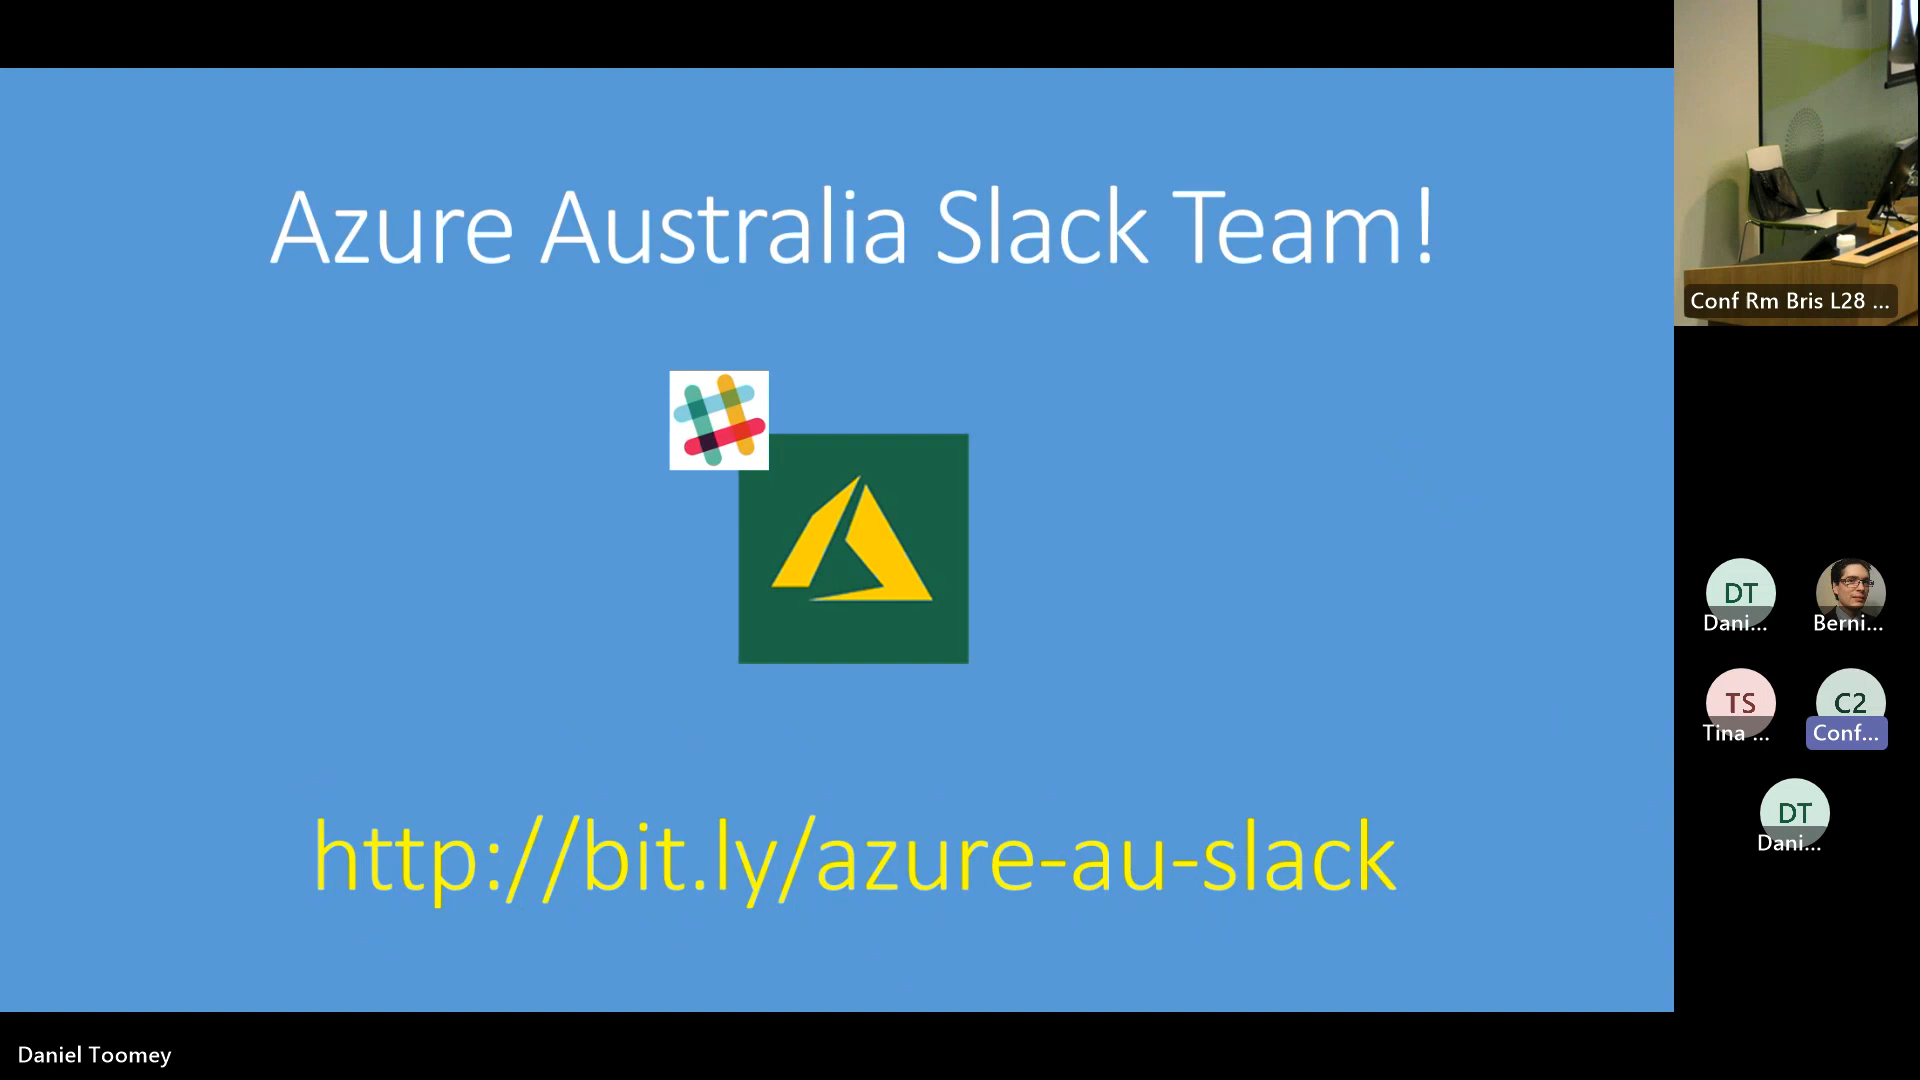 Azure Australia Slack Team!
http://bit.ly/azure-au-slack
Conf Rm Bris L28 ...
DT
Dani...
Berni...
TS
Tina ...
C2
Conf...
DT
Dani...
Daniel Toomey